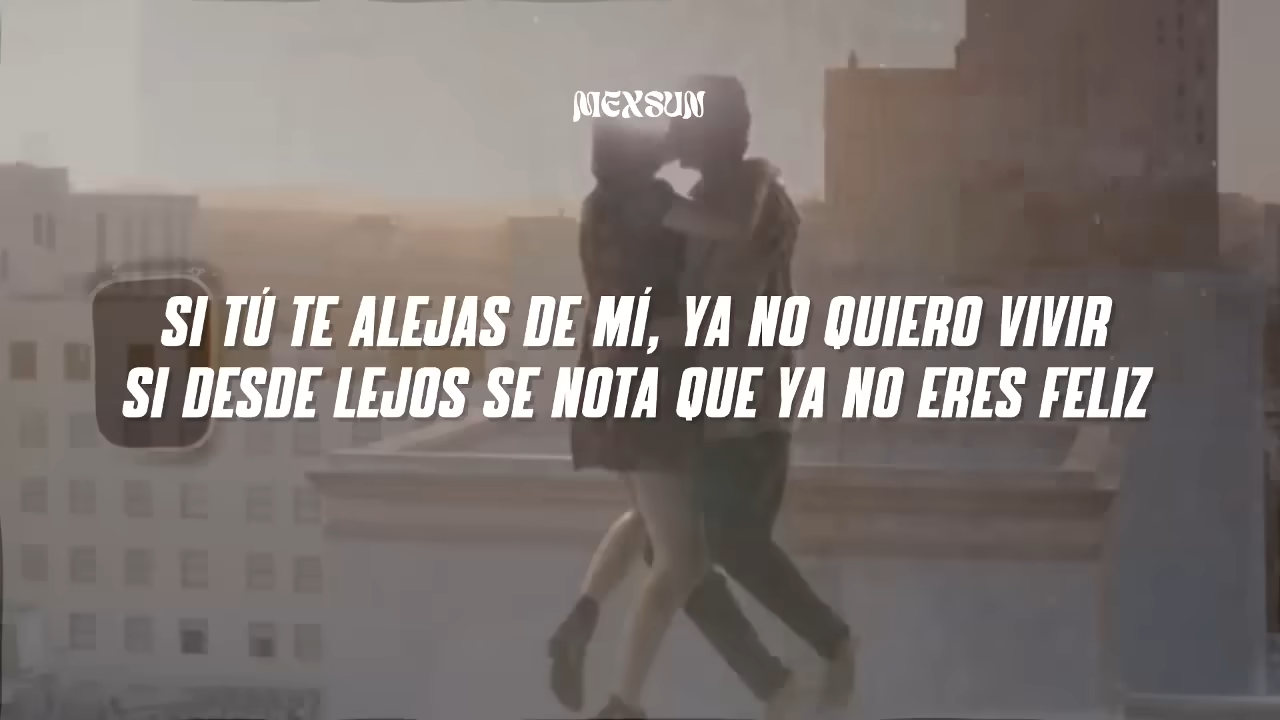 MEXSUN
SI TÚ TE ALEJAS DE MÍ, YA NO QUIERO VIVIR
SI DESDE LEJOS SE NOTA QUE YA NO ERES FELIZ